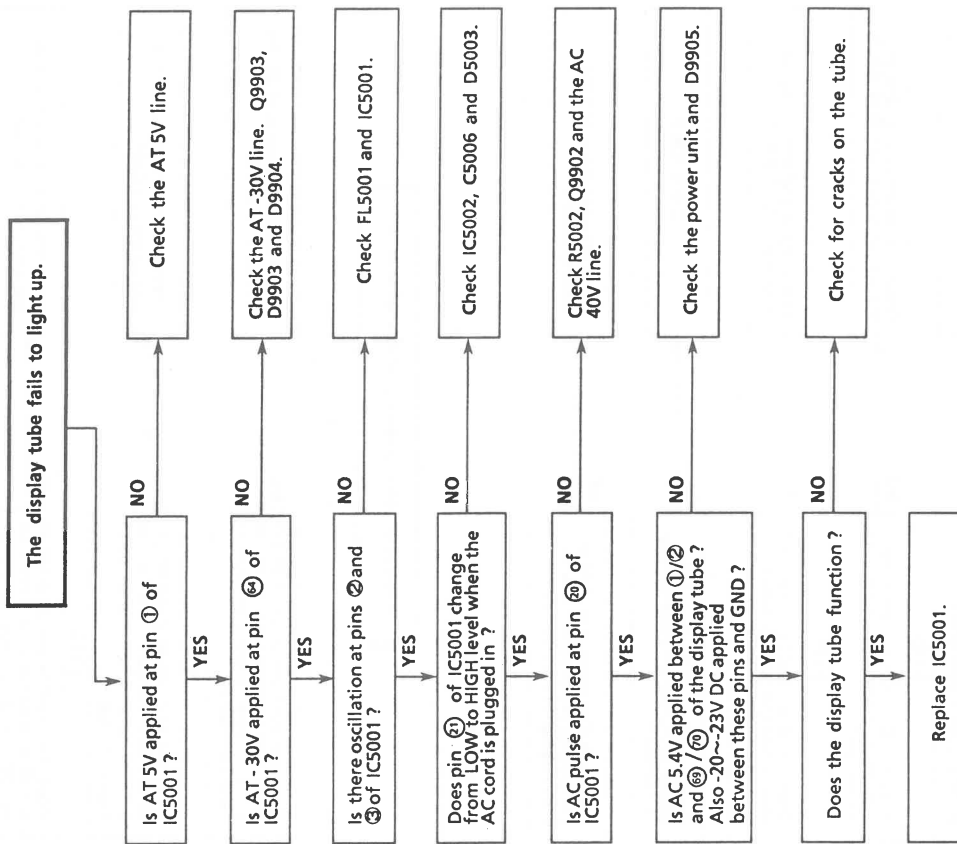 The display tube fails to light up.
Is AT 5V applied at pin ① of
IC5001 ?
NO
Check the AT 5V line.
YES
Is AT - 30V applied at pin ㉔ of
IC5001 ?
NO
Check the AT -30V line. Q9903,
D9903 and D9904.
YES
Is there oscillation at pins ② and
③ of IC5001 ?
NO
Check FL5001 and IC5001.
YES
Does pin ㉑ of IC5001 change
from LOW to HIGH level when the
AC cord is plugged in ?
NO
Check IC5002, C5006 and D5003.
YES
Is AC pulse applied at pin ⑳ of
IC5001 ?
NO
Check R5002, Q9902 and the AC
40V line.
YES
Is AC 5.4V applied between ①/②
and (69) / (70) of the display tube ?
Also -20~-23V DC applied
between these pins and GND ?
NO
Check the power unit and D9905.
YES
Does the display tube function ?
NO
Check for cracks on the tube.
YES
Replace IC5001.